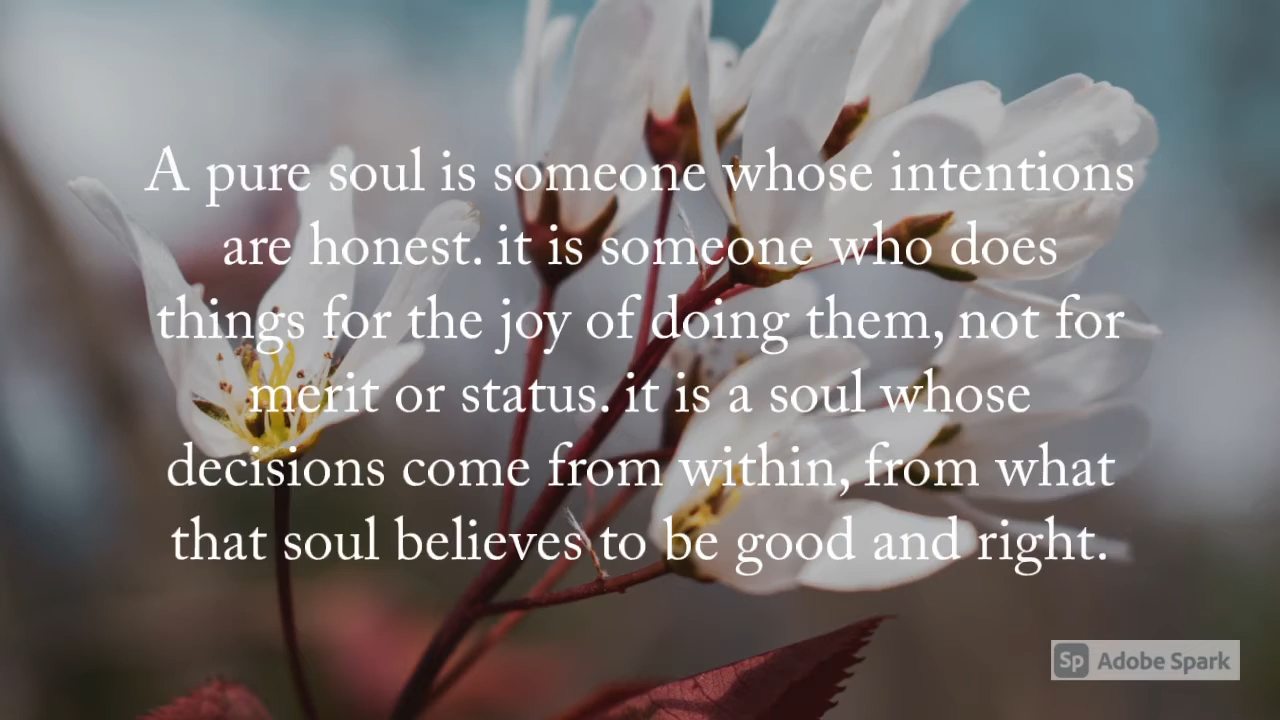 A pure soul is someone whose intentions
are honest. it is someone who does
things for the joy of doing them, not for
merit or status. it is a soul whose
decisions come from within, from what
that soul believes to be good and right.
Sp Adobe Spark